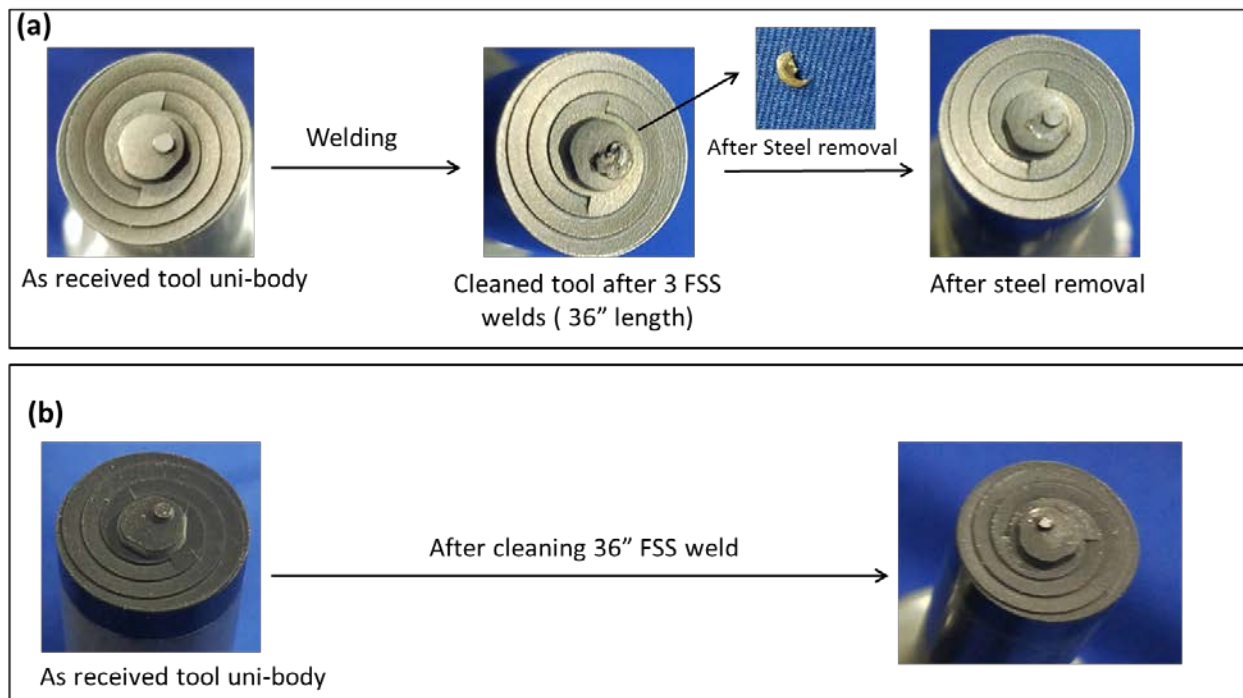 (a)
Welding
After Steel removal
As received tool uni-body
Cleaned tool after 3 FSS
welds ( 36” length)
After steel removal
(b)
After cleaning 36” FSS weld
As received tool uni-body